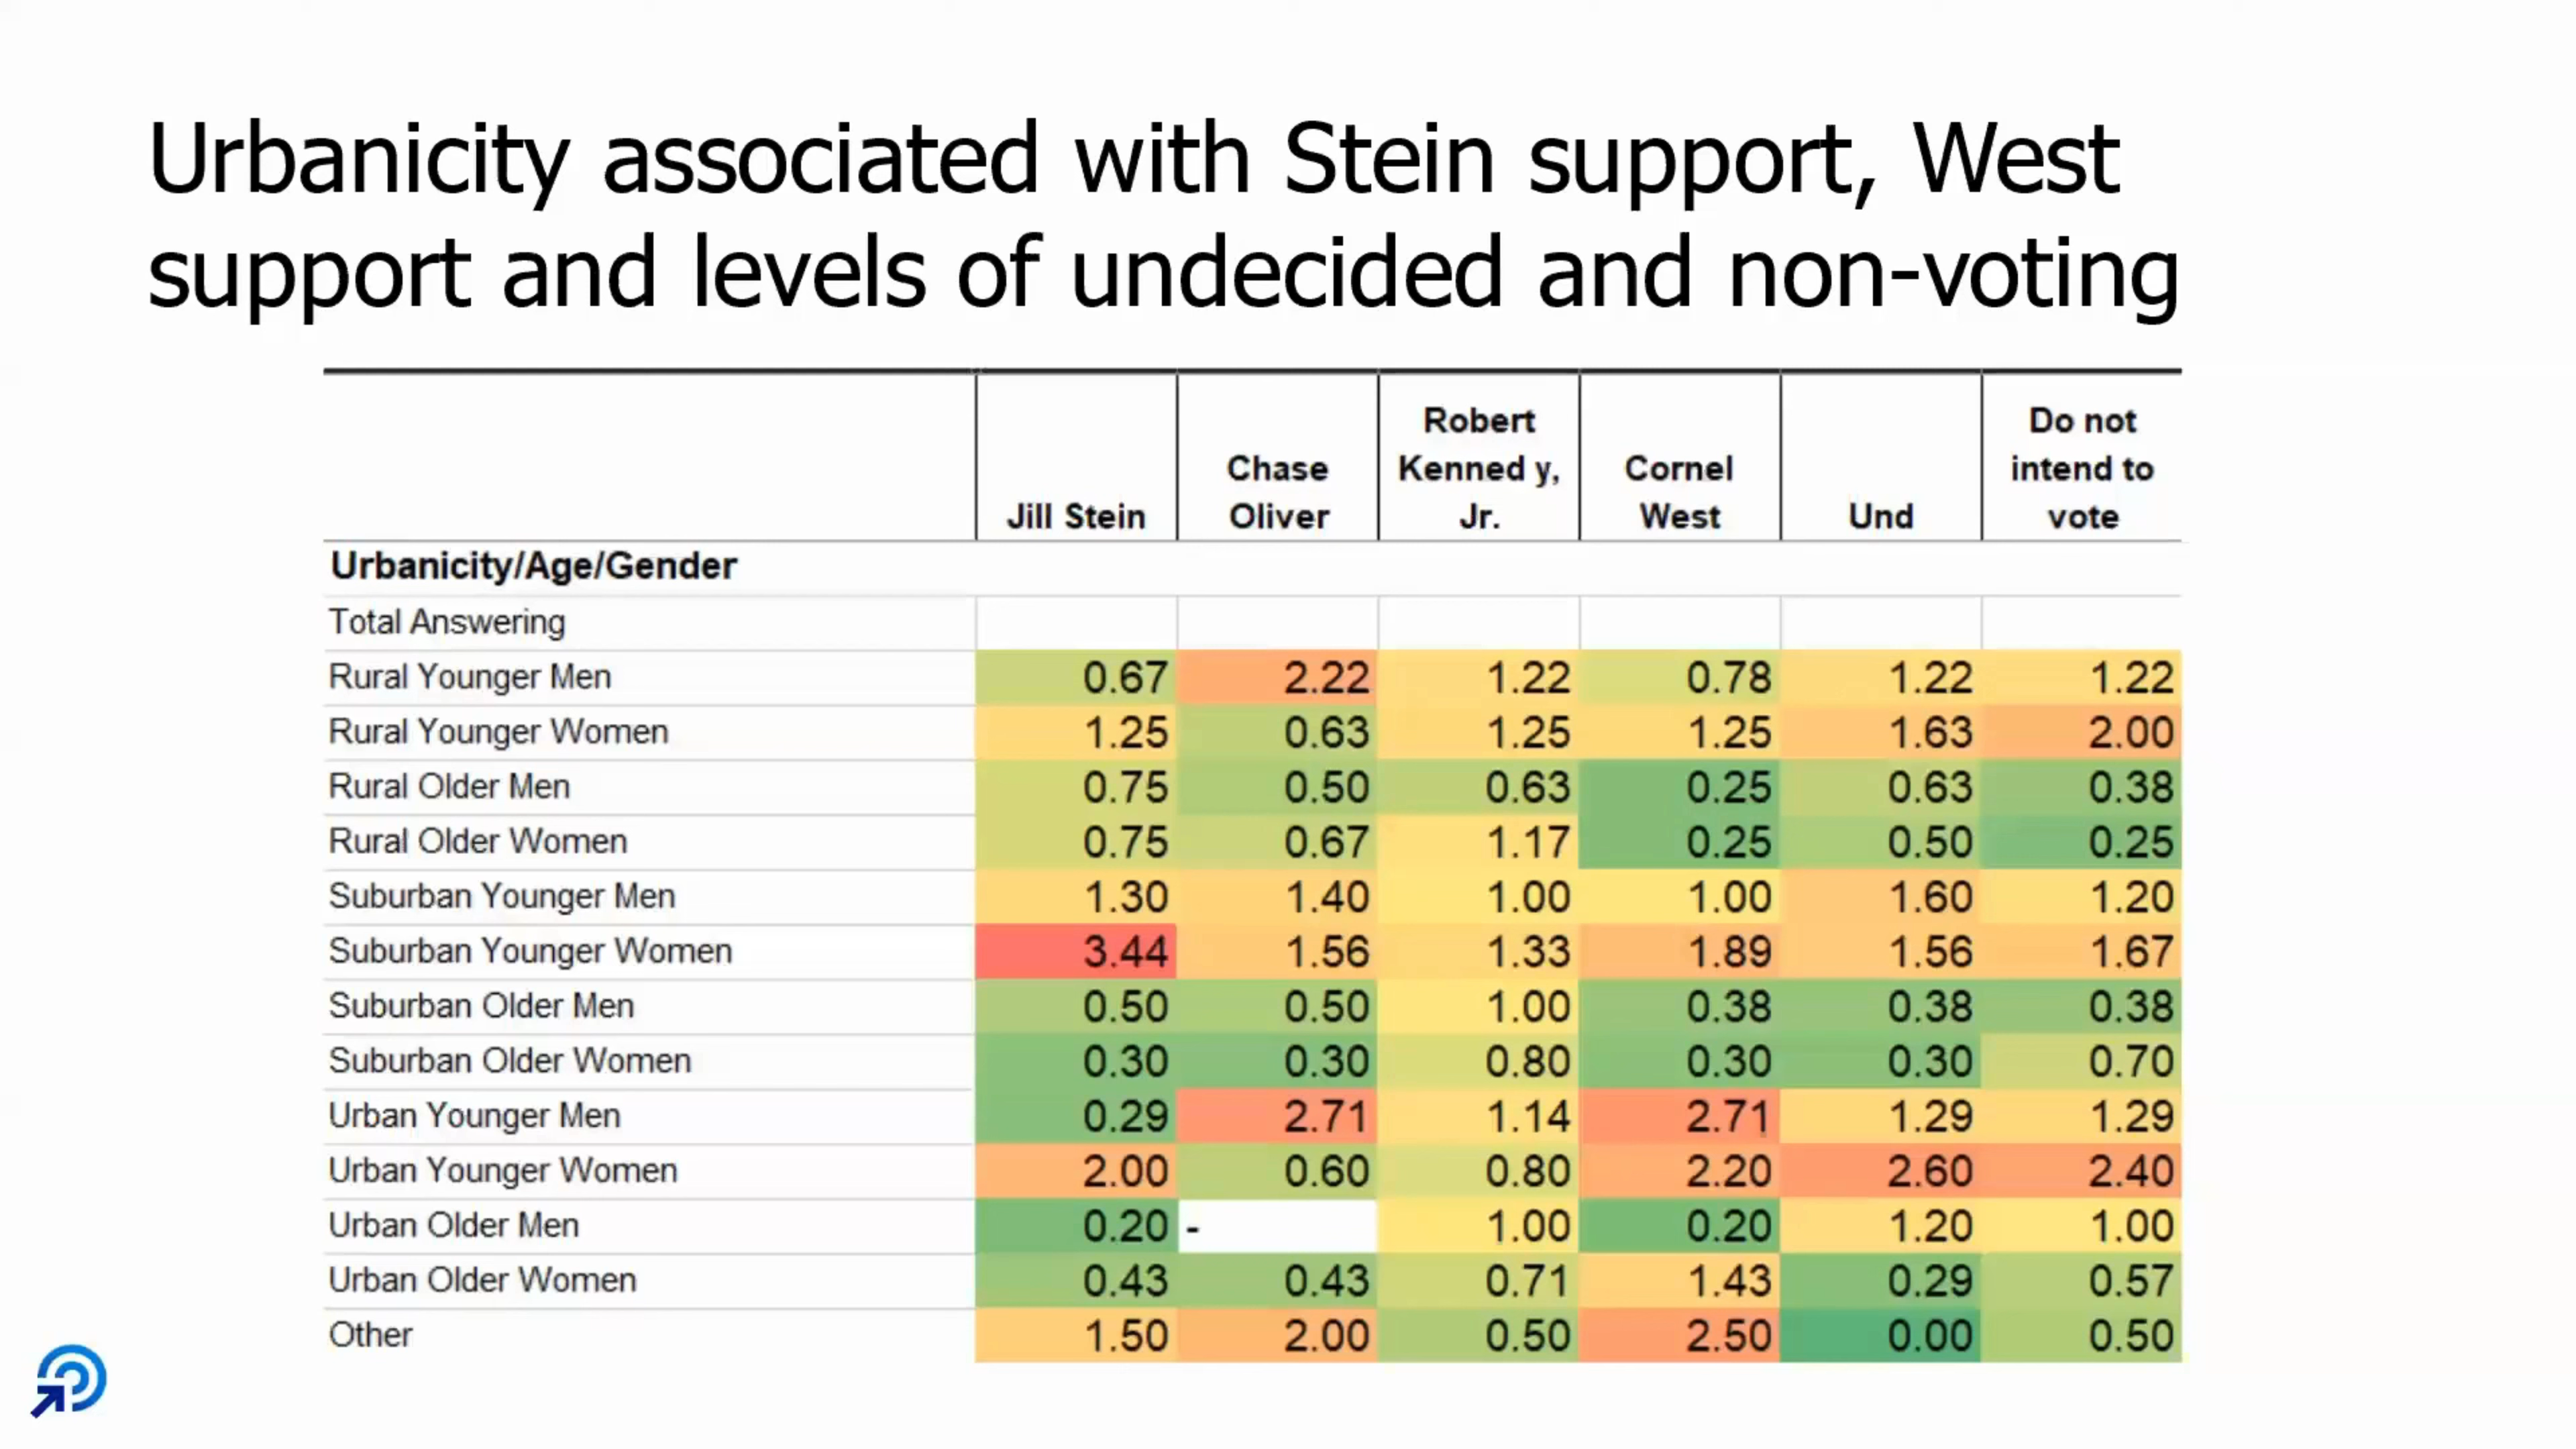 Urbanicity associated with Stein support, West
support and levels of undecided and non-voting
Jill Stein Chase Oliver Robert Kenned y, Jr. Cornel West Und Do not intend to vote
Urbanicity/Age/Gender
Total Answering
Rural Younger Men 0.67 2.22 1.22 0.78 1.22 1.22
Rural Younger Women 1.25 0.63 1.25 1.25 1.63 2.00
Rural Older Men 0.75 0.50 0.63 0.25 0.63 0.38
Rural Older Women 0.75 0.67 1.17 0.25 0.50 0.25
Suburban Younger Men 1.30 1.40 1.00 1.00 1.60 1.20
Suburban Younger Women 3.44 1.56 1.33 1.89 1.56 1.67
Suburban Older Men 0.50 0.50 1.00 0.38 0.38 0.38
Suburban Older Women 0.30 0.30 0.80 0.30 0.30 0.70
Urban Younger Men 0.29 2.71 1.14 2.71 1.29 1.29
Urban Younger Women 2.00 0.60 0.80 2.20 2.60 2.40
Urban Older Men 0.20 - 1.00 0.20 1.20 1.00
Urban Older Women 0.43 0.43 0.71 1.43 0.29 0.57
Other 1.50 2.00 0.50 2.50 0.00 0.50